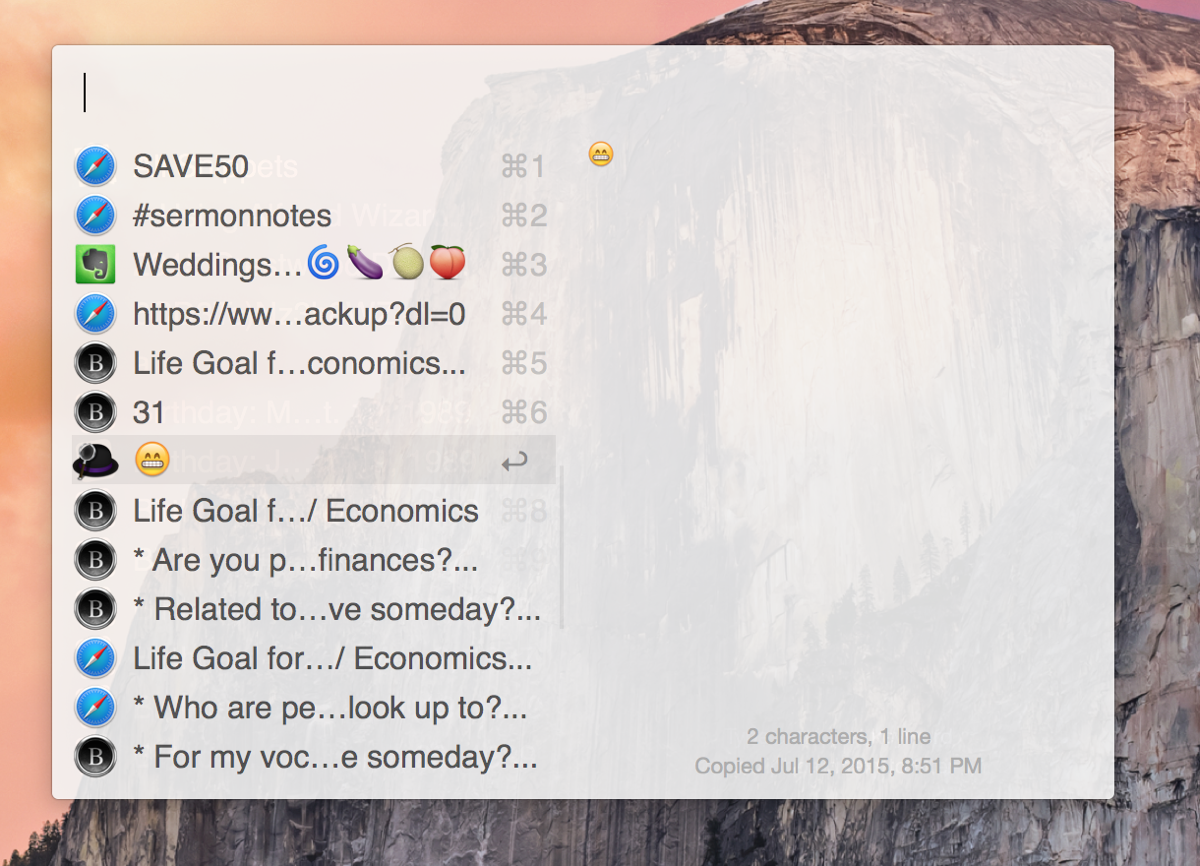 SAVE50 ⌘1
#sermonnotes ⌘2
Weddings…🌀🍆🍈🍑 ⌘3
https://ww…ackup?dl=0 ⌘4
B Life Goal f…conomics... ⌘5
B 31 ⌘6
😁 ↩
B Life Goal f…/ Economics ⌘8
B * Are you p…finances?... ⌘9
B * Related to…ve someday?...
Life Goal for…/ Economics...
* Who are pe…look up to?...
B * For my voc…e someday?...
😁
2 characters, 1 line
Copied Jul 12, 2015, 8:51 PM